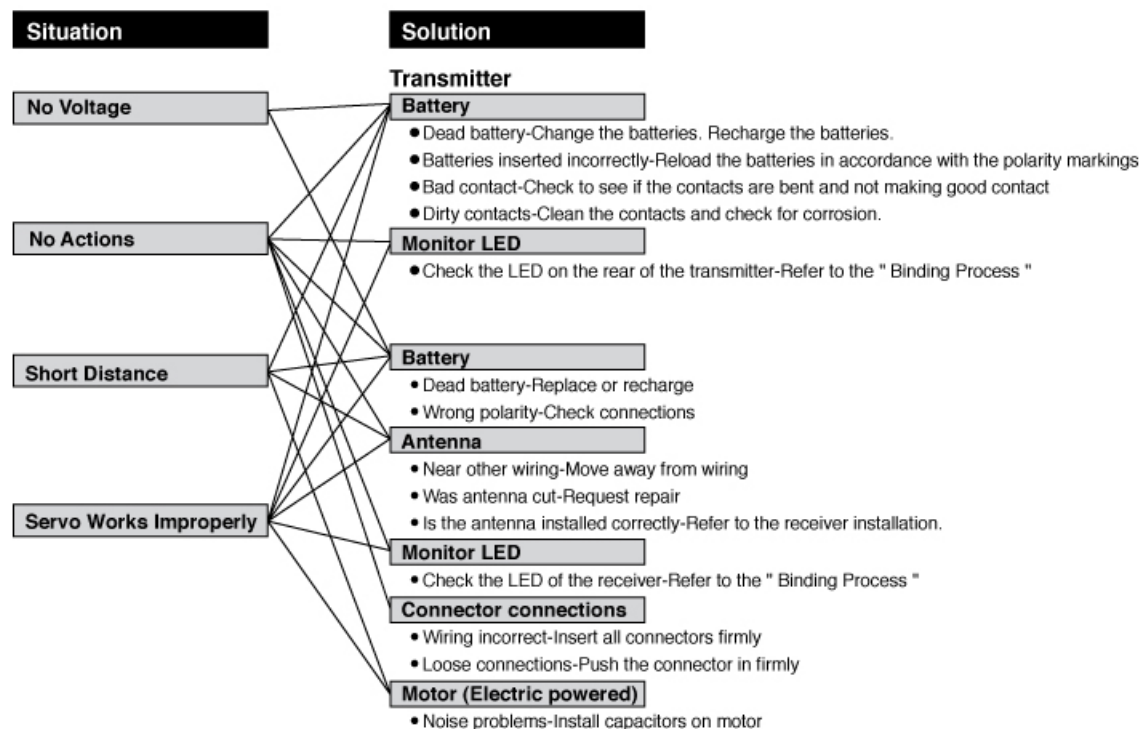 Situation
Solution
Transmitter
No Voltage
Battery
● Dead battery-Change the batteries. Recharge the batteries.
● Batteries inserted incorrectly-Reload the batteries in accordance with the polarity markings
● Bad contact-Check to see if the contacts are bent and not making good contact
● Dirty contacts-Clean the contacts and check for corrosion.
No Actions
Monitor LED
● Check the LED on the rear of the transmitter-Refer to the " Binding Process "
Short Distance
Battery
• Dead battery-Replace or recharge
• Wrong polarity-Check connections
Antenna
• Near other wiring-Move away from wiring
• Was antenna cut-Request repair
• Is the antenna installed correctly-Refer to the receiver installation.
Servo Works Improperly
Monitor LED
• Check the LED of the receiver-Refer to the " Binding Process "
Connector connections
• Wiring incorrect-Insert all connectors firmly
• Loose connections-Push the connector in firmly
Motor (Electric powered)
• Noise problems-Install capacitors on motor